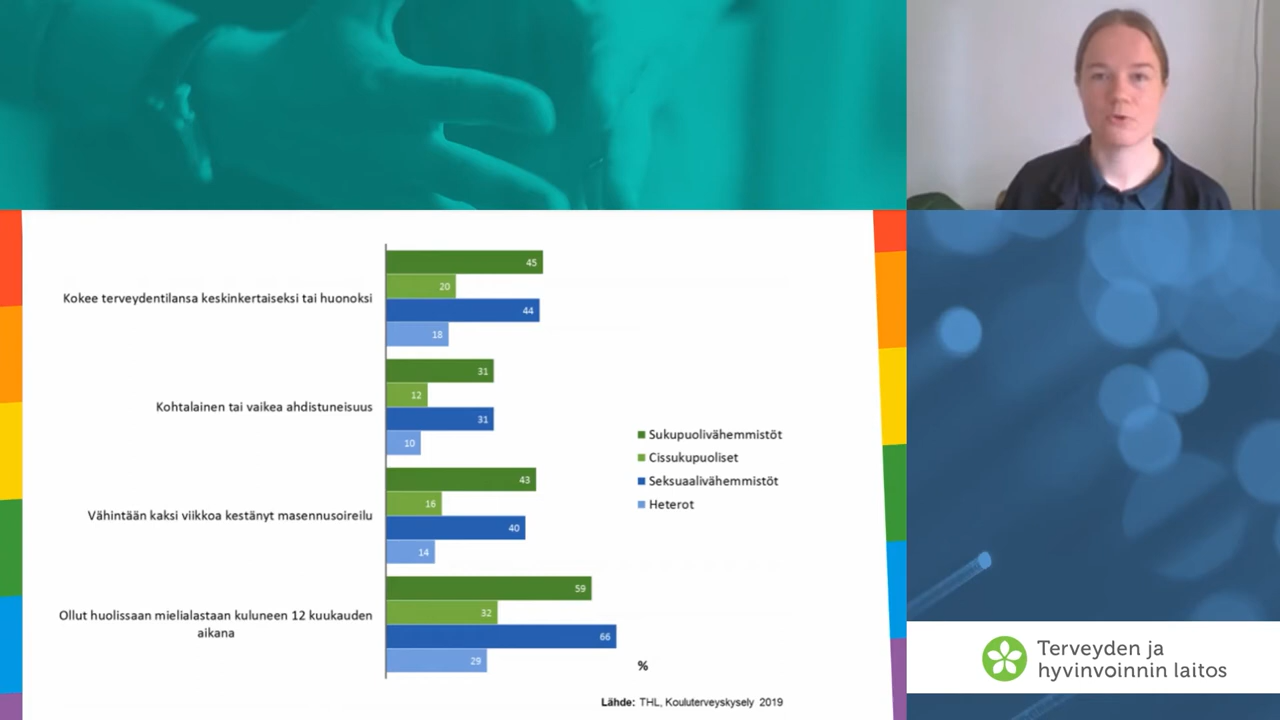 45
20
Kokee terveydentilansa keskinkertaiseksi tai huonoksi
44
18
31
12
Kohtalainen tai vaikea ahdistuneisuus
31
10
43
16
Vähintään kaksi viikkoa kestänyt masennusoireilu
40
14
59
32
Ollut huolissaan mielialastaan kuluneen 12 kuukauden
aikana
66
29
%
Sukupuolivähemmistöt
Cissukupuoliset
Seksuaalivähemmistöt
Heterot
Lähde: THL, Kouluterveyskysely 2019
Terveyden ja
hyvinvoinnin laitos